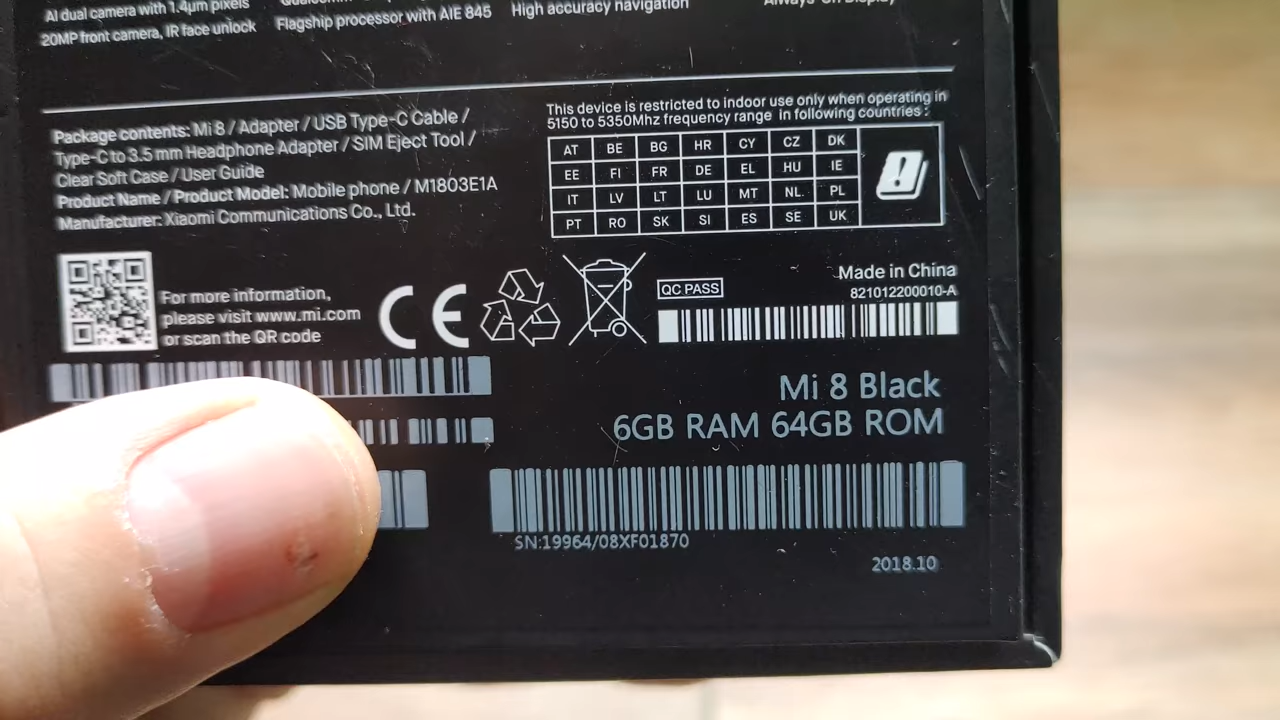 AI dual camera with 1.4μm pixels
20MP front camera, IR face unlock
Flagship processor with AIE 845
High accuracy navigation
Always-On Display
Package contents: Mi 8 / Adapter / USB Type-C Cable /
Type-C to 3.5 mm Headphone Adapter / SIM Eject Tool /
Clear Soft Case / User Guide
Product Name / Product Model: Mobile phone / M1803E1A
Manufacturer: Xiaomi Communications Co., Ltd.
This device is restricted to indoor use only when operating in
5150 to 5350Mhz frequency range in following countries :
AT BE BG HR CY CZ DK
EE FI FR DE EL HU IE
IT LV LT LU MT NL PL
PT RO SK SI ES SE UK
For more information,
please visit www.mi.com
or scan the QR code
CE
QC PASS
Made in China
821012200010-A
Mi 8 Black
6GB RAM 64GB ROM
SN:19964/08XF01870
2018.10